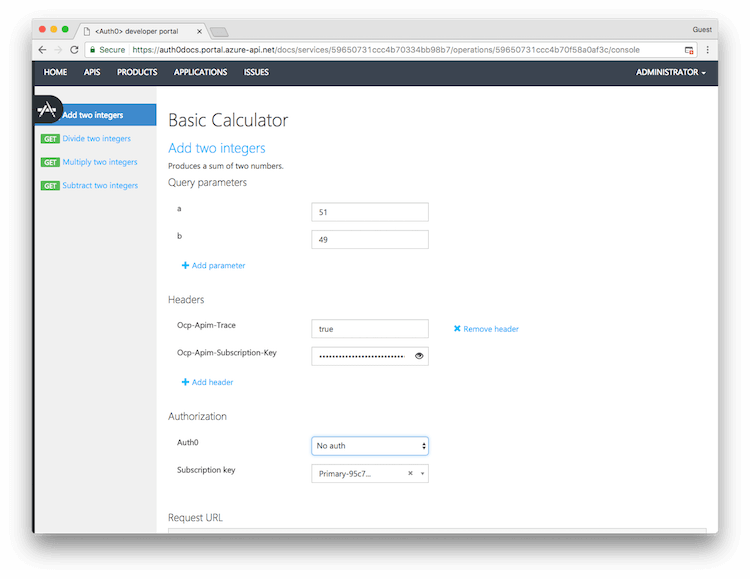 <Auth0> developer portal
Guest
Secure https://auth0docs.portal.azure-api.net/docs/services/59650731ccc4b70334bb98b7/operations/59650731ccc4b70f58a0af3c/console
HOME APIS PRODUCTS APPLICATIONS ISSUES ADMINISTRATOR
Add two integers
GET Divide two integers
GET Multiply two integers
GET Subtract two integers
Basic Calculator
Add two integers
Produces a sum of two numbers.
Query parameters
a 51
b 49
Add parameter
Headers
Ocp-Apim-Trace true Remove header
Ocp-Apim-Subscription-Key
Add header
Authorization
Auth0 No auth
Subscription key Primary-95c7...
Request URL